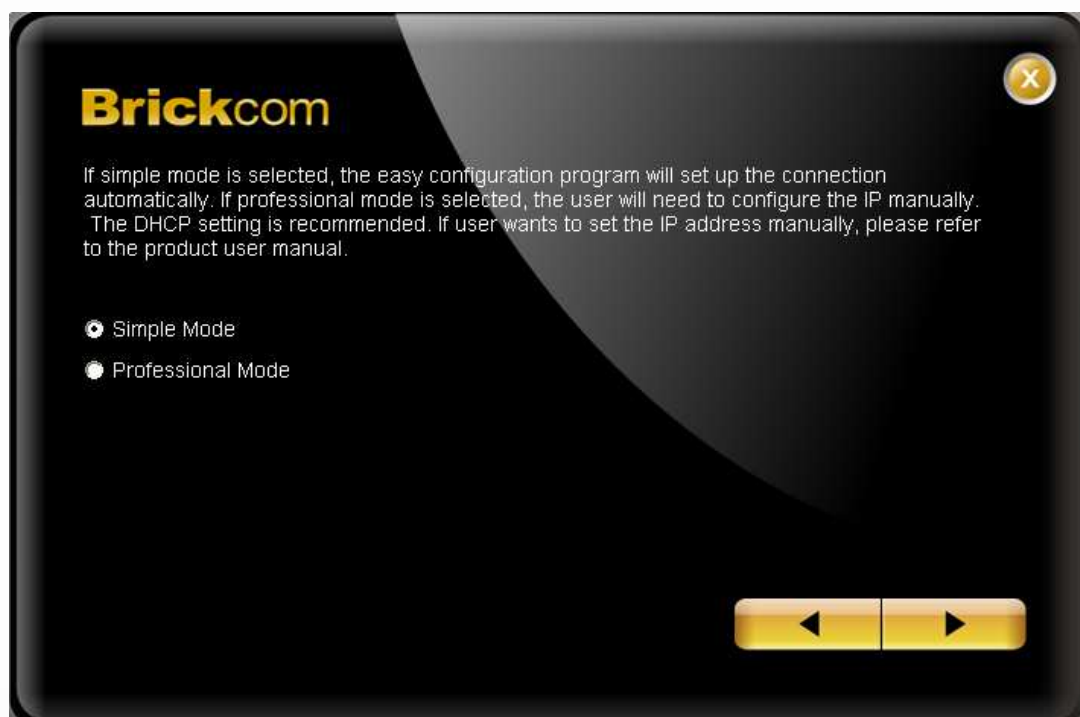 Brickcom
X
If simple mode is selected, the easy configuration program will set up the connection
automatically. If professional mode is selected, the user will need to configure the IP manually.
The DHCP setting is recommended. If user wants to set the IP address manually, please refer
to the product user manual.
Simple Mode
Professional Mode